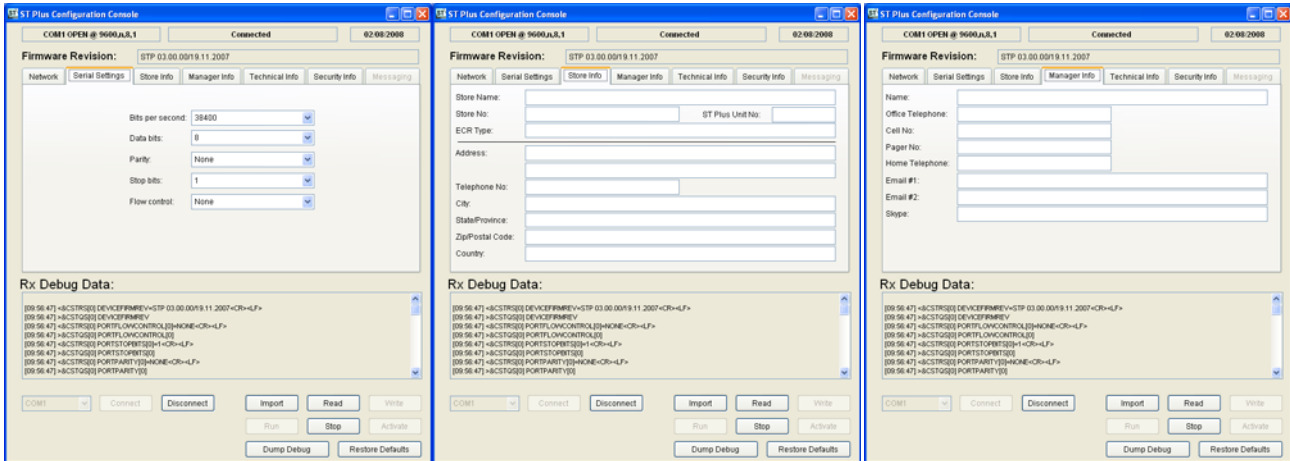 ST Plus Configuration Console
COM1 OPEN @ 9600,n,8,1 Connected 02/08/2008
Firmware Revision: STP 03.00.00/19.11.2007
Network Serial Settings Store Info Manager Info Technical Info Security Info Messaging
Bits per second: 38400
Data bits: 8
Parity: None
Stop bits: 1
Flow control: None
Rx Debug Data:
[09:56:47] <&CSTRS[0] DEVICEFIRMREV=STP 03.00.00/19.11.2007<CR><LF>
[09:56:47] >&CSTQS[0] DEVICEFIRMREV
[09:56:47] <&CSTRS[0] PORTFLOWCONTROL[0]=NONE<CR><LF>
[09:56:47] >&CSTQS[0] PORTFLOWCONTROL[0]
[09:56:47] <&CSTRS[0] PORTSTOPBITS[0]=1<CR><LF>
[09:56:47] >&CSTQS[0] PORTSTOPBITS[0]
[09:56:47] <&CSTRS[0] PORTPARITY[0]=NONE<CR><LF>
[09:56:47] >&CSTQS[0] PORTPARITY[0]
COM1 Connect Disconnect Import Read Write
Run Stop Activate
Dump Debug Restore Defaults
ST Plus Configuration Console
COM1 OPEN @ 9600,n,8,1 Connected 02/08/2008
Firmware Revision: STP 03.00.00/19.11.2007
Network Serial Settings Store Info Manager Info Technical Info Security Info Messaging
Store Name:
Store No: ST Plus Unit No:
ECR Type:
Address:
Telephone No:
City:
State/Province:
Zip/Postal Code:
Country:
Rx Debug Data:
[09:56:47] <&CSTRS[0] DEVICEFIRMREV=STP 03.00.00/19.11.2007<CR><LF>
[09:56:47] >&CSTQS[0] DEVICEFIRMREV
[09:56:47] <&CSTRS[0] PORTFLOWCONTROL[0]=NONE<CR><LF>
[09:56:47] >&CSTQS[0] PORTFLOWCONTROL[0]
[09:56:47] <&CSTRS[0] PORTSTOPBITS[0]=1<CR><LF>
[09:56:47] >&CSTQS[0] PORTSTOPBITS[0]
[09:56:47] <&CSTRS[0] PORTPARITY[0]=NONE<CR><LF>
[09:56:47] >&CSTQS[0] PORTPARITY[0]
COM1 Connect Disconnect Import Read Write
Run Stop Activate
Dump Debug Restore Defaults
ST Plus Configuration Console
COM1 OPEN @ 9600,n,8,1 Connected 02/08/2008
Firmware Revision: STP 03.00.00/19.11.2007
Network Serial Settings Store Info Manager Info Technical Info Security Info Messaging
Name:
Office Telephone:
Cell No:
Pager No:
Home Telephone:
Email #1:
Email #2:
Skype:
Rx Debug Data:
[09:56:47] <&CSTRS[0] DEVICEFIRMREV=STP 03.00.00/19.11.2007<CR><LF>
[09:56:47] >&CSTQS[0] DEVICEFIRMREV
[09:56:47] <&CSTRS[0] PORTFLOWCONTROL[0]=NONE<CR><LF>
[09:56:47] >&CSTQS[0] PORTFLOWCONTROL[0]
[09:56:47] <&CSTRS[0] PORTSTOPBITS[0]=1<CR><LF>
[09:56:47] >&CSTQS[0] PORTSTOPBITS[0]
[09:56:47] <&CSTRS[0] PORTPARITY[0]=NONE<CR><LF>
[09:56:47] >&CSTQS[0] PORTPARITY[0]
COM1 Connect Disconnect Import Read Write
Run Stop Activate
Dump Debug Restore Defaults